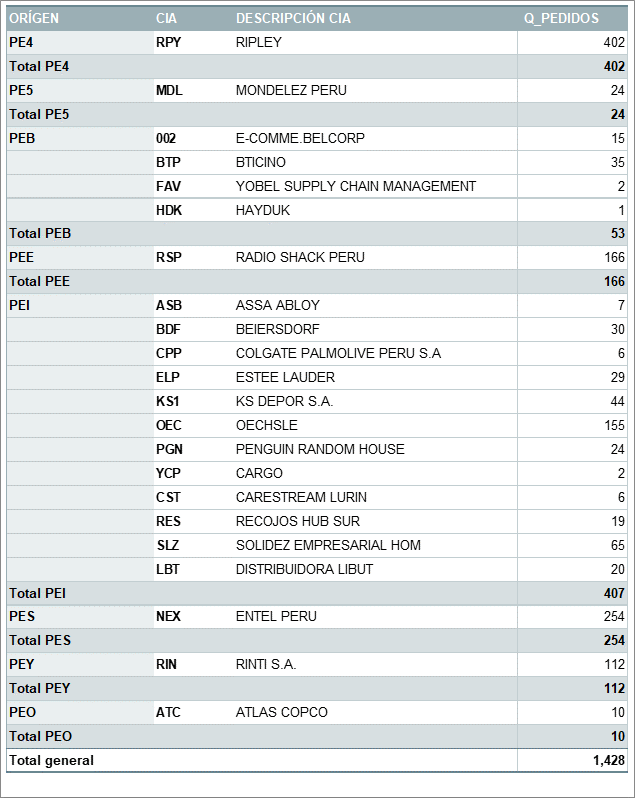 ORÍGEN CIA DESCRIPCIÓN CIA Q_PEDIDOS
PE4 RPY RIPLEY 402
Total PE4 402
PE5 MDL MONDELEZ PERU 24
Total PE5 24
PEB 002 E-COMME.BELCORP 15
BTP BTICINO 35
FAV YOBEL SUPPLY CHAIN MANAGEMENT 2
HDK HAYDUK 1
Total PEB 53
PEE RSP RADIO SHACK PERU 166
Total PEE 166
PEI ASB ASSA ABLOY 7
BDF BEIERSDORF 30
CPP COLGATE PALMOLIVE PERU S.A 6
ELP ESTEE LAUDER 29
KS1 KS DEPOR S.A. 44
OEC OECHSLE 155
PGN PENGUIN RANDOM HOUSE 24
YCP CARGO 2
CST CARESTREAM LURIN 6
RES RECOJOS HUB SUR 19
SLZ SOLIDEZ EMPRESARIAL HOM 65
LBT DISTRIBUIDORA LIBUT 20
Total PEI 407
PES NEX ENTEL PERU 254
Total PES 254
PEY RIN RINTI S.A. 112
Total PEY 112
PEO ATC ATLAS COPCO 10
Total PEO 10
Total general 1,428